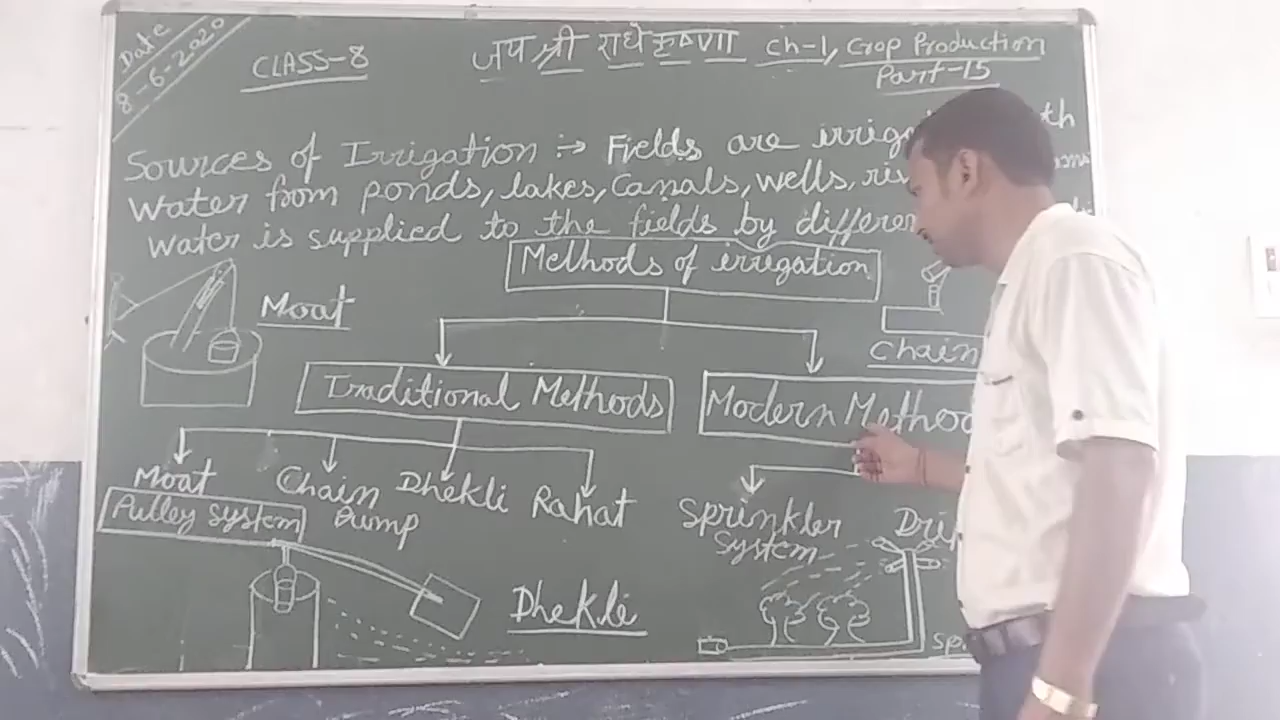 Date
8-6-2020
CLASS-8
जय श्री राधे कृष्णा Ch-1, Crop Production
Part-15
Sources of Irrigation :→ Fields are
Water from ponds, lakes, Canals, wells,
Water is supplied to the fields by
Methods of irrigation
Moat
Chain
Traditional Methods
Modern
Moat
Pulley System
Chain Pump
Dhekli
Rahat
Sprinkler
System
Dhekli